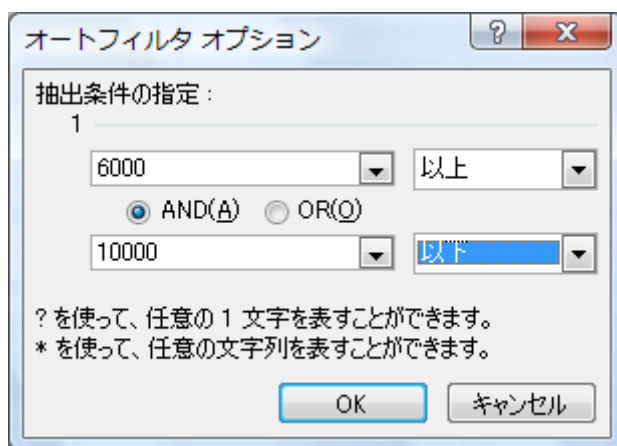 オートフィルタ オプション
抽出条件の指定:
1
6000 以上
AND(A) OR(O)
10000 以下
? を使って、任意の 1 文字を表すことができます。
* を使って、任意の文字列を表すことができます。
OK キャンセル